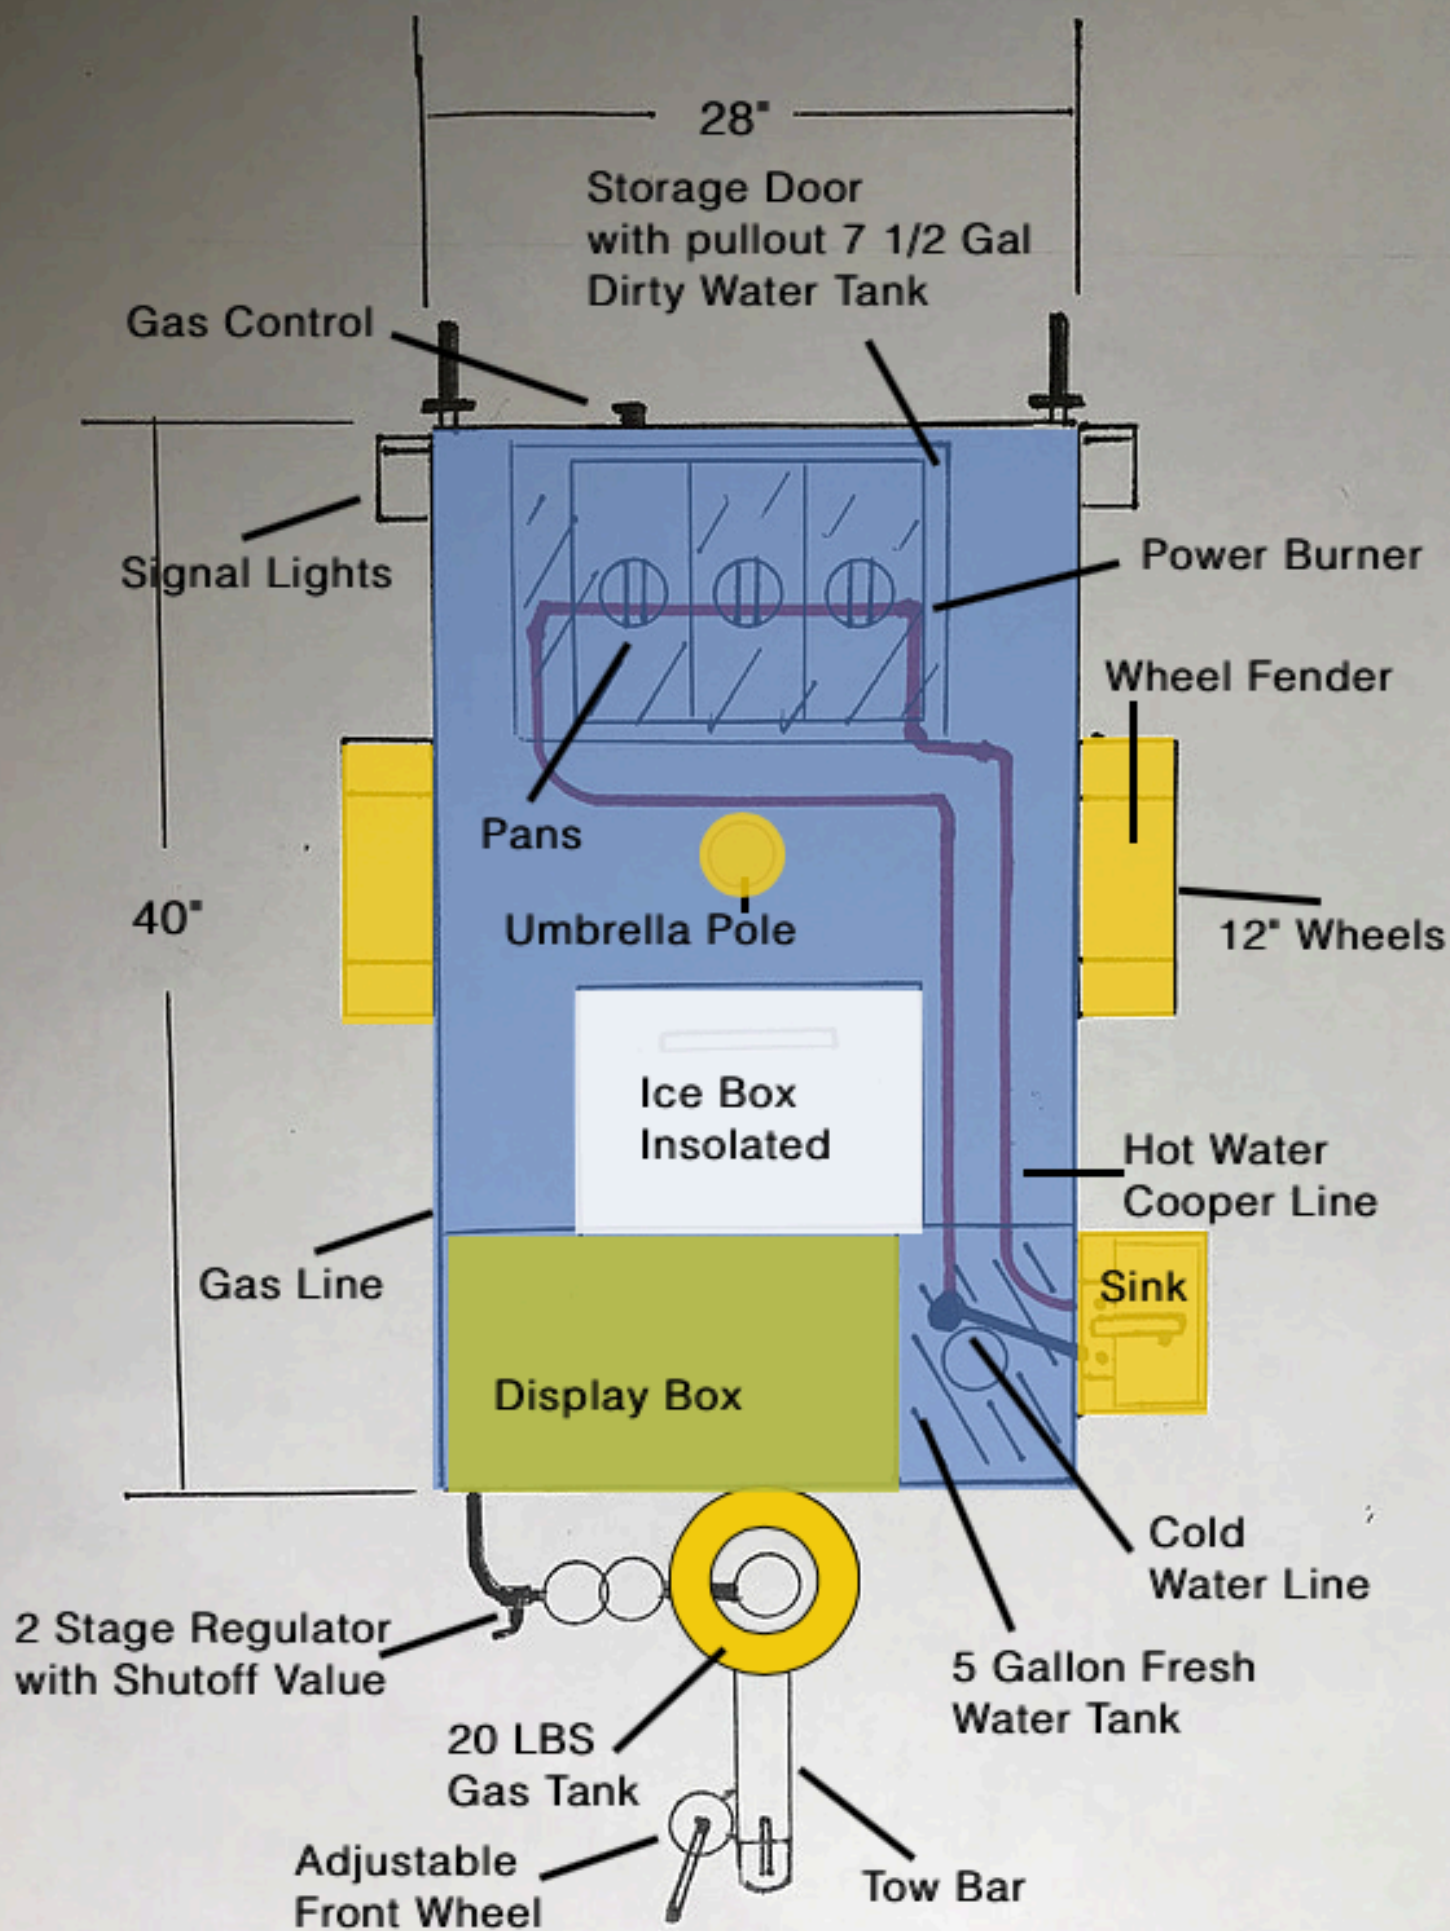 28"
Storage Door
with pullout 7 1/2 Gal
Dirty Water Tank
Gas Control
Signal Lights
Power Burner
Wheel Fender
Pans
Umbrella Pole
40"
12" Wheels
Ice Box
Insolated
Hot Water
Cooper Line
Gas Line
Sink
Display Box
Cold
Water Line
2 Stage Regulator
with Shutoff Value
5 Gallon Fresh
Water Tank
20 LBS
Gas Tank
Adjustable
Front Wheel
Tow Bar